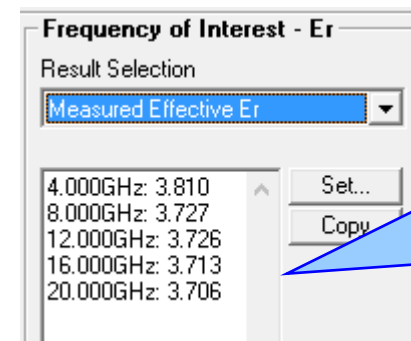 Frequency of Interest - Er
Result Selection
Measured Effective Er
4.000GHz: 3.810
8.000GHz: 3.727
12.000GHz: 3.726
16.000GHz: 3.713
20.000GHz: 3.706
Set...
Copy